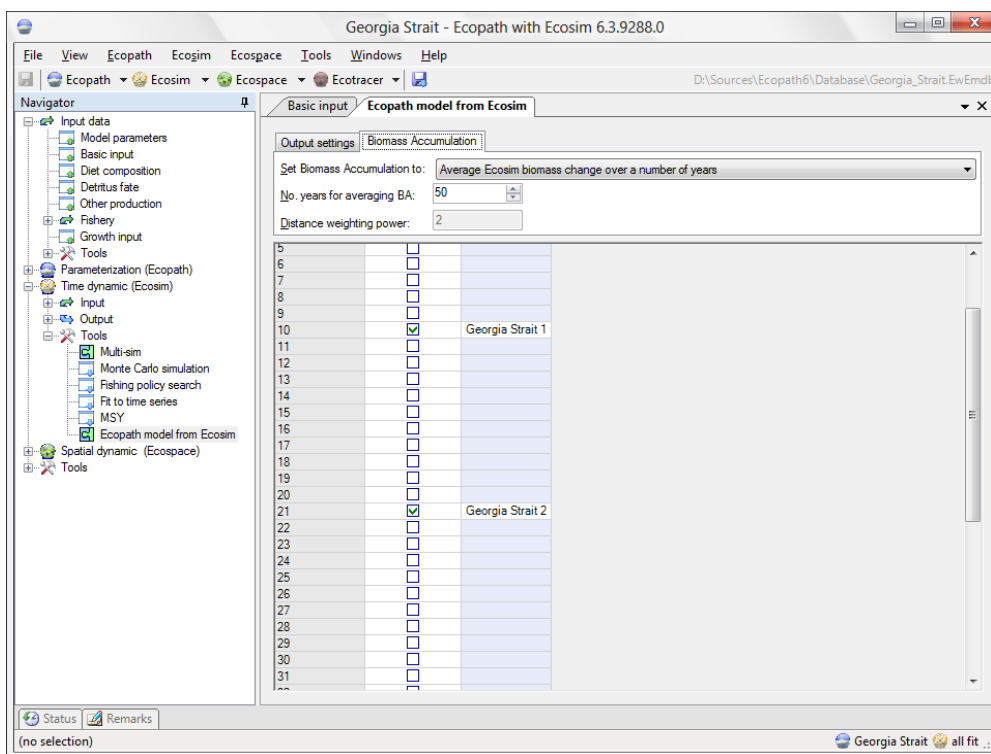 Georgia Strait - Ecopath with Ecosim 6.3.9288.0
File View Ecopath Ecosim Ecospace Tools Windows Help
Ecopath Ecosim Ecospace Ecotracer D:\Sources\Ecopath6\Database\Georgia_Strait.EwEmdb
Navigator
Input data
Model parameters
Basic input
Diet composition
Detritus fate
Other production
Fishery
Growth input
Tools
Parameterization (Ecopath)
Time dynamic (Ecosim)
Input
Output
Tools
Multi-sim
Monte Carlo simulation
Fishing policy search
Fit to time series
MSY
Ecopath model from Ecosim
Spatial dynamic (Ecospace)
Tools
Basic input Ecopath model from Ecosim
Output settings Biomass Accumulation
Set Biomass Accumulation to: Average Ecosim biomass change over a number of years
No. years for averaging BA: 50
Distance weighting power: 2
5
6
7
8
9
10 Georgia Strait 1
11
12
13
14
15
16
17
18
19
20
21 Georgia Strait 2
22
23
24
25
26
27
28
29
30
31
Status Remarks
(no selection) Georgia Strait all fit